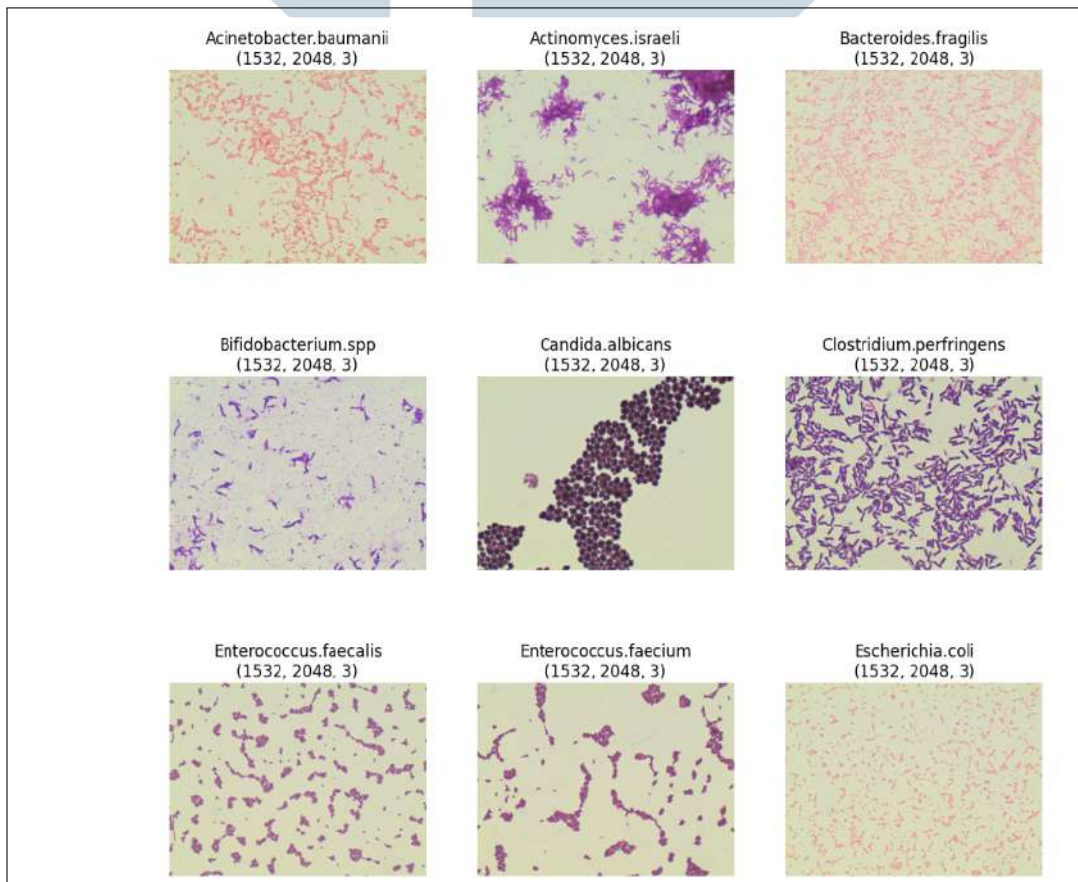 Acinetobacter.baumanii
(1532, 2048, 3)
Actinomyces.israeli
(1532, 2048, 3)
Bacteroides.fragilis
(1532, 2048, 3)
Bifidobacterium.spp
(1532, 2048, 3)
Candida.albicans
(1532, 2048, 3)
Clostridium.perfringens
(1532, 2048, 3)
Enterococcus.faecalis
(1532, 2048, 3)
Enterococcus.faecium
(1532, 2048, 3)
Escherichia.coli
(1532, 2048, 3)